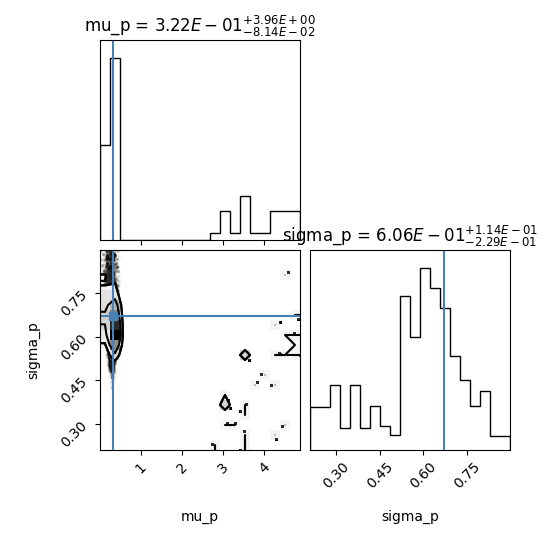 mu_p = 3.22E − 01+3.96E+00 −8.14E−02
sigma_p = 6.06E − 01+1.14E−01 −2.29E−01
0.75
0.60
0.45
0.30
sigma_p
1 2 3 4
mu_p
0.30 0.45 0.60 0.75
sigma_p